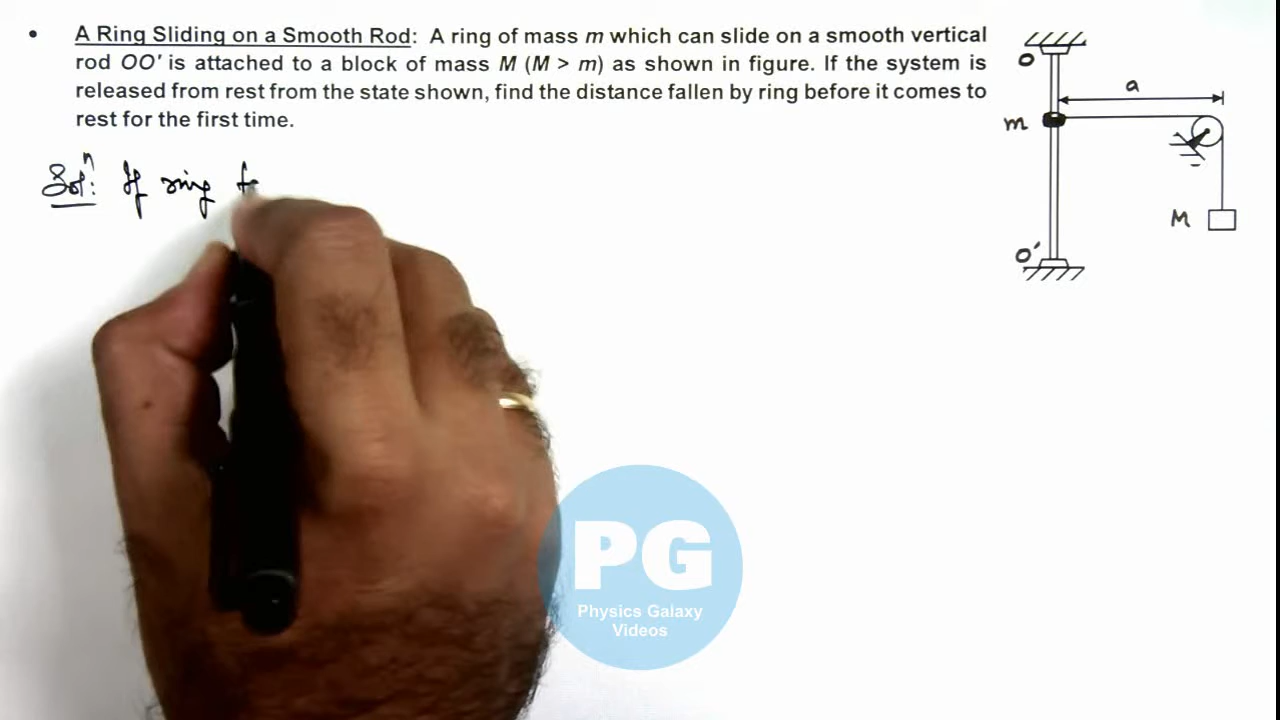 • A Ring Sliding on a Smooth Rod: A ring of mass m which can slide on a smooth vertical
rod OO' is attached to a block of mass M (M > m) as shown in figure. If the system is
released from rest from the state shown, find the distance fallen by ring before it comes to
rest for the first time.
Solⁿ: If ring
O
a
m
M
O'
PG
Physics Galaxy
Videos